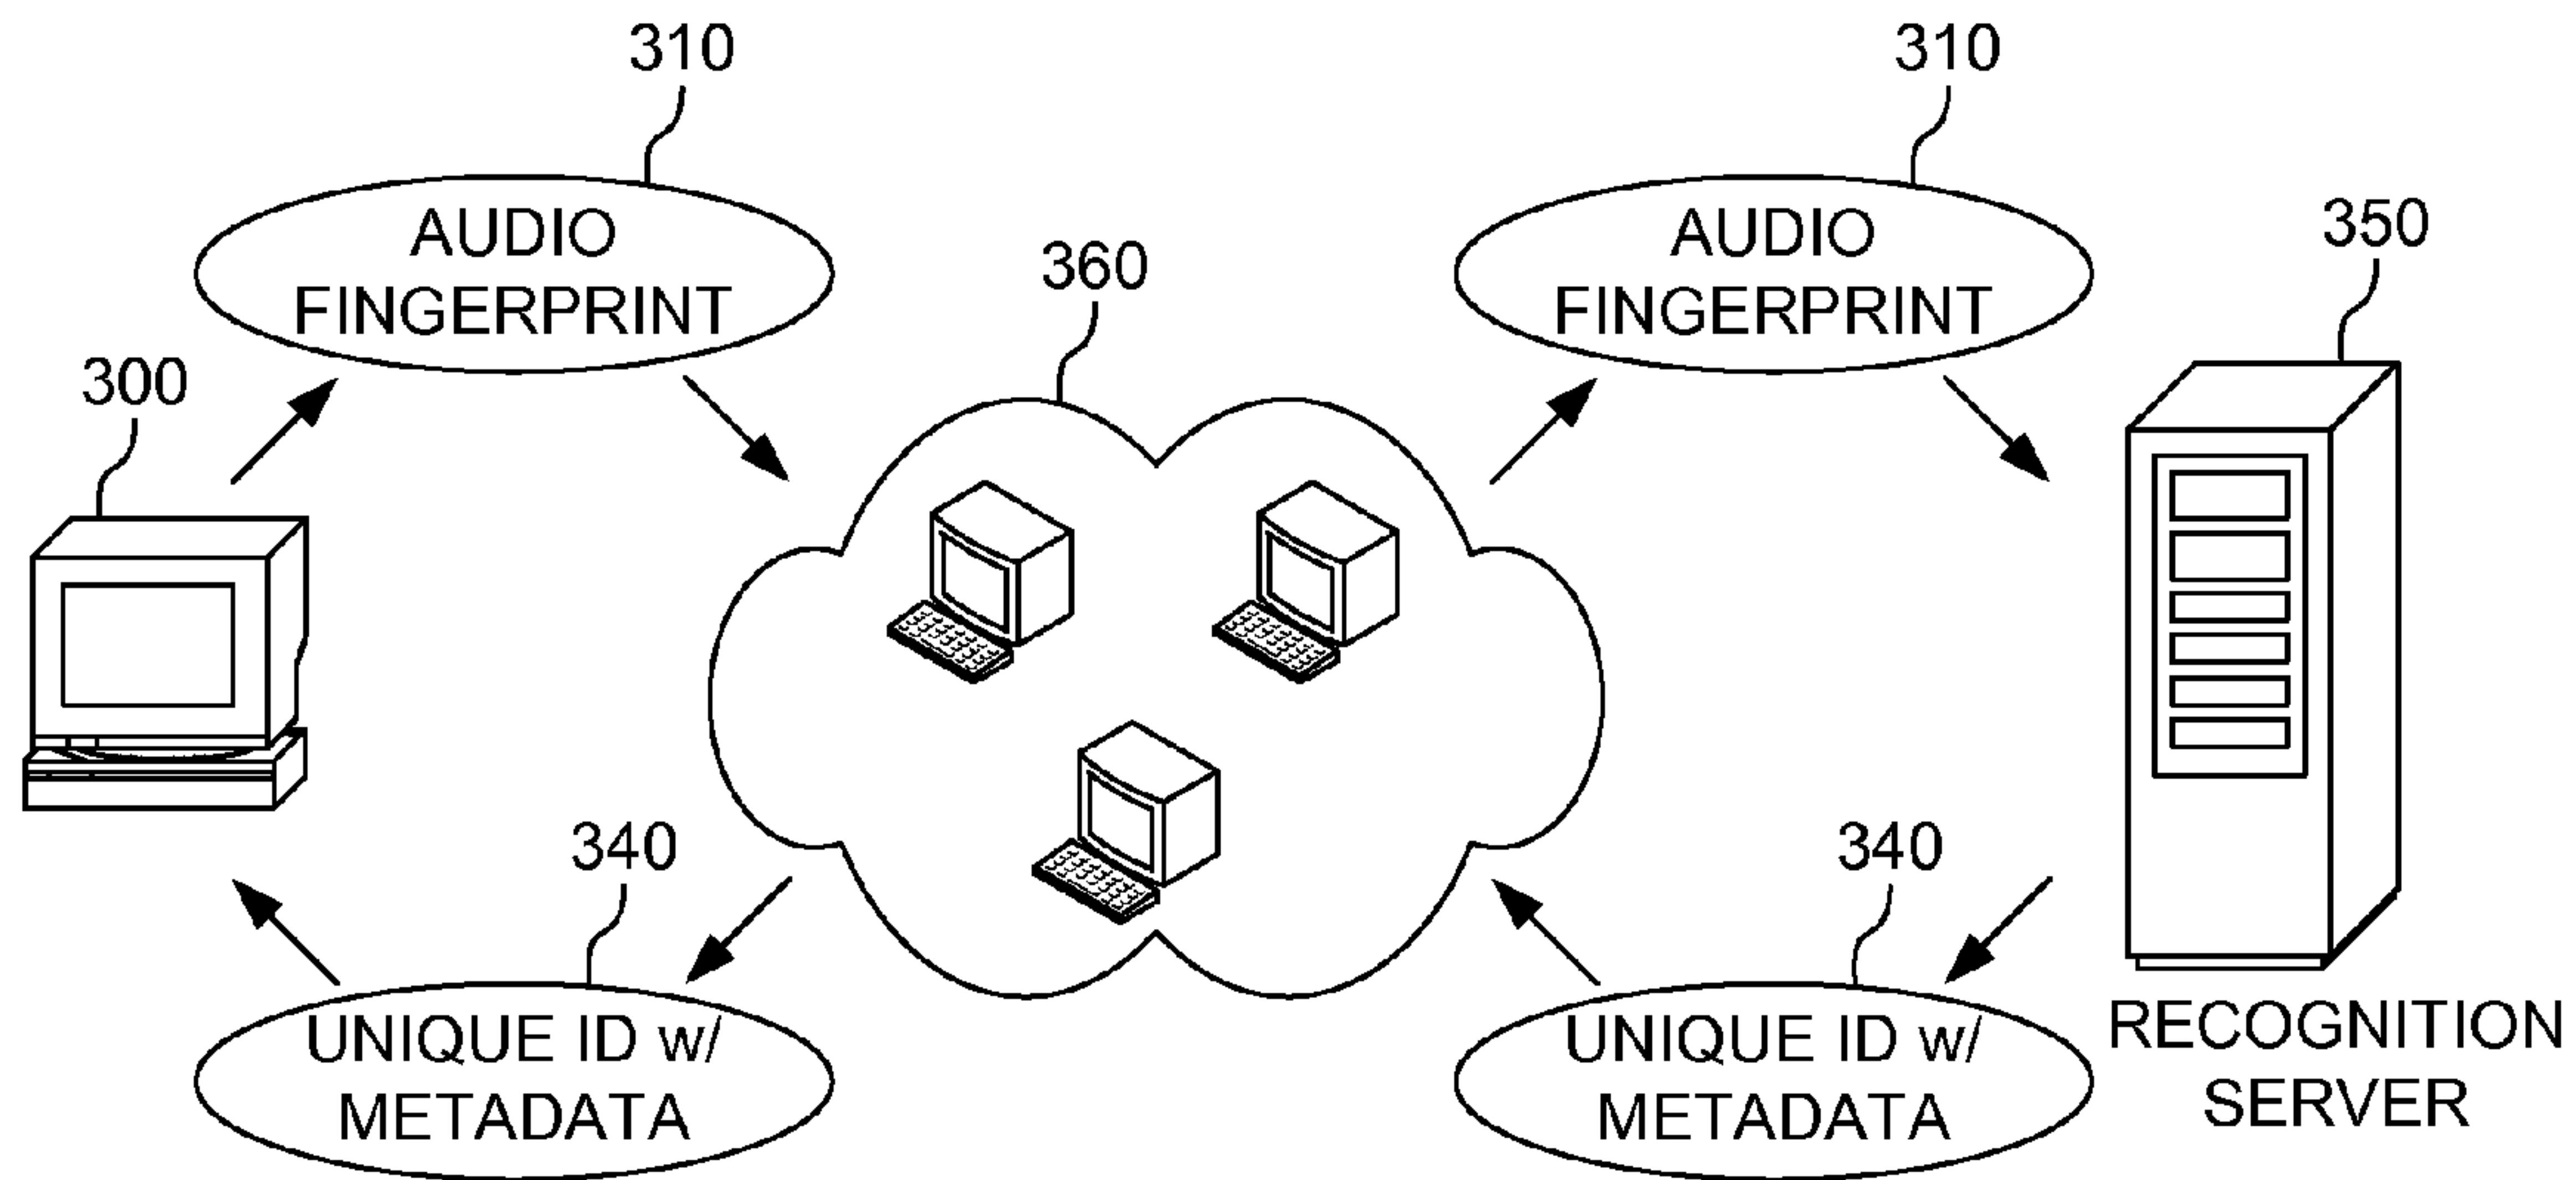 310
310
AUDIO
FINGERPRINT
AUDIO
FINGERPRINT
350
360
300
340
340
UNIQUE ID w/
METADATA
UNIQUE ID w/
METADATA
RECOGNITION
SERVER